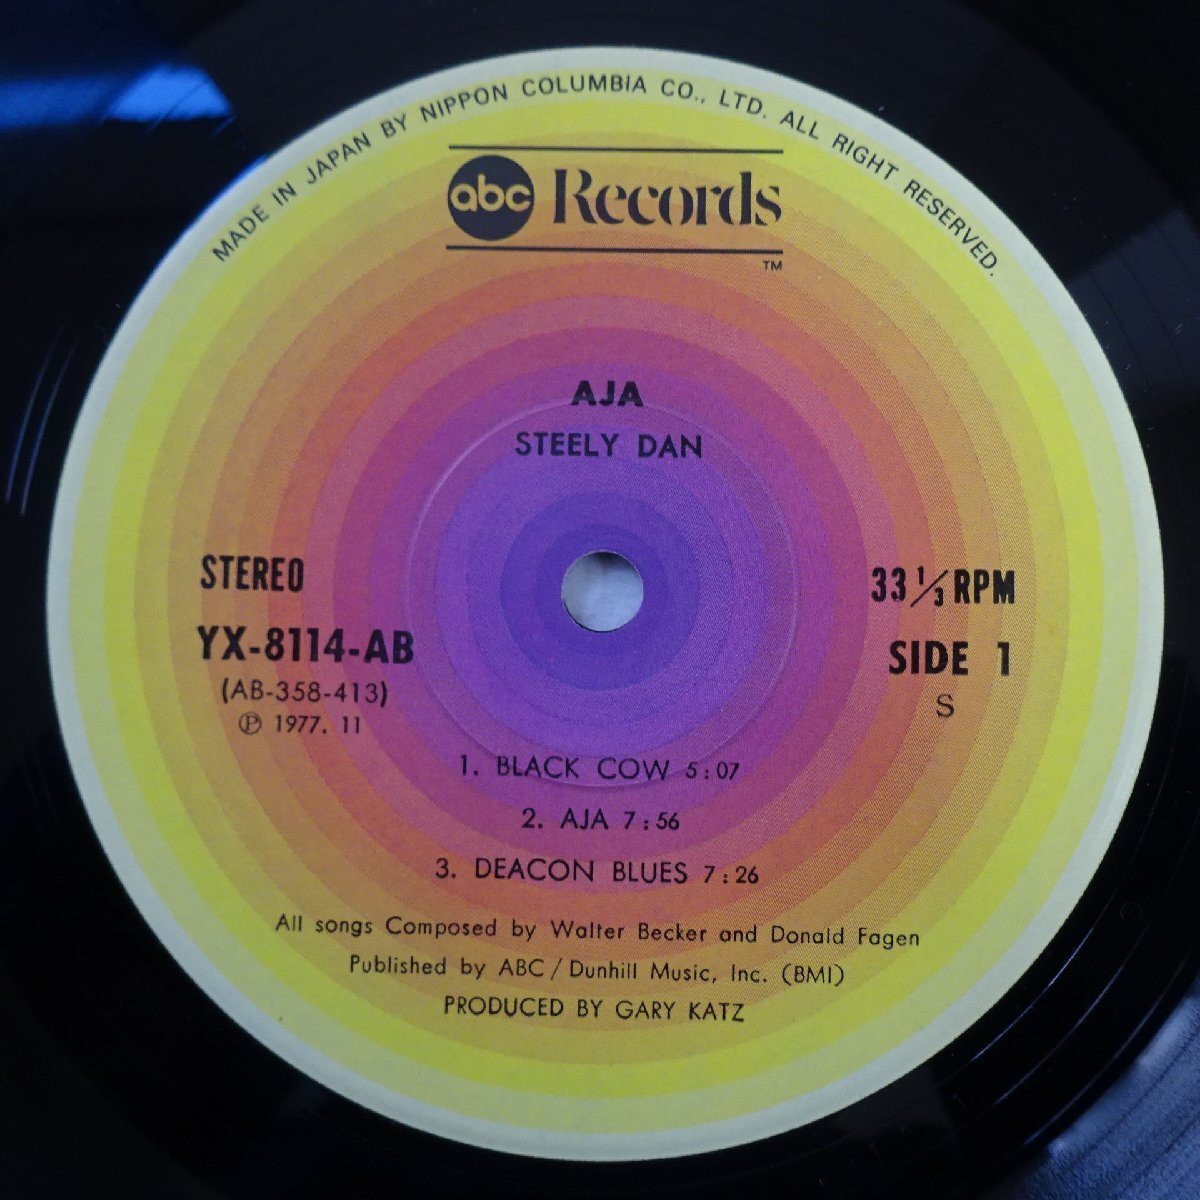 MADE IN JAPAN BY NIPPON COLUMBIA CO., LTD. ALL RIGHT RESERVED.
abc Records
TM
AJA
STEELY DAN
STEREO
YX-8114-AB
(AB-358-413)
Ⓟ 1977. 11
33 1/3 RPM
SIDE 1
S
1. BLACK COW 5:07
2. AJA 7:56
3. DEACON BLUES 7:26
All songs Composed by Walter Becker and Donald Fagen
Published by ABC/Dunhill Music, Inc. (BMI)
PRODUCED BY GARY KATZ